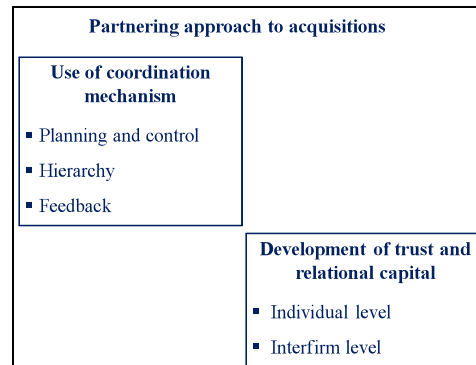 Partnering approach to acquisitions
Use of coordination
mechanism
▪ Planning and control
▪ Hierarchy
▪ Feedback
Development of trust and
relational capital
▪ Individual level
▪ Interfirm level